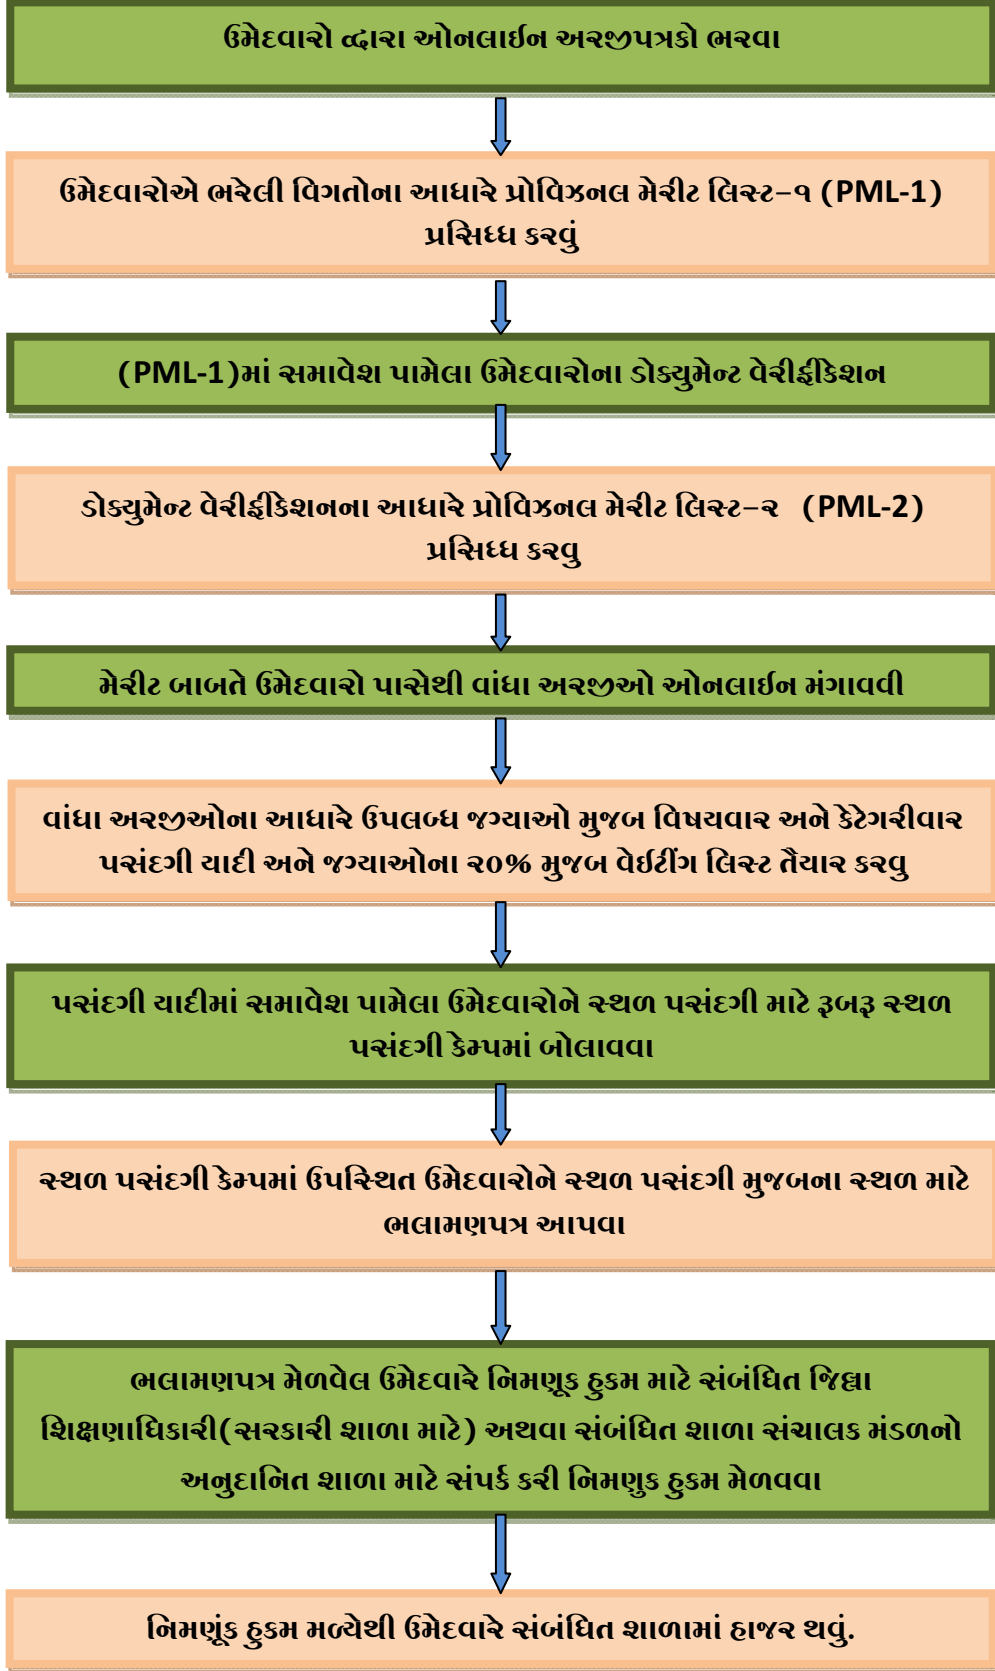 ઉમેદવારો ધ્વારા ઓનલાઈન અરજીપત્રકો ભરવા
ઉમેદવારોએ ભરેલી વિગતોના આધારે પ્રોવિઝનલ મેરીટ લિસ્ટ-૧ (PML-1)
પ્રસિધ્ધ કરવું
(PML-1)માં સમાવેશ પામેલા ઉમેદવારોના ડોક્યુમેન્ટ વેરીફીકેશન
ડોક્યુમેન્ટ વેરીફીકેશનના આધારે પ્રોવિઝનલ મેરીટ લિસ્ટ-૨ (PML-2)
પ્રસિધ્ધ કરવુ
મેરીટ બાબતે ઉમેદવારો પાસેથી વાંધા અરજીઓ ઓનલાઈન મંગાવવી
વાંધા અરજીઓના આધારે ઉપલબ્ધ જગ્યાઓ મુજબ વિષયવાર અને કેટેગરીવાર
પસંદગી યાદી અને જગ્યાઓના ૨૦% મુજબ વેઈટીંગ લિસ્ટ તૈયાર કરવુ
પસંદગી યાદીમાં સમાવેશ પામેલા ઉમેદવારોને સ્થળ પસંદગી માટે રૂબરૂ સ્થળ
પસંદગી કેમ્પમાં બોલાવવા
સ્થળ પસંદગી કેમ્પમાં ઉપસ્થિત ઉમેદવારોને સ્થળ પસંદગી મુજબના સ્થળ માટે
ભલામણપત્ર આપવા
ભલામણપત્ર મેળવેલ ઉમેદવારે નિમણૂક હુકમ માટે સંબંધિત જિલ્લા
શિક્ષણાધિકારી(સરકારી શાળા માટે) અથવા સંબંધિત શાળા સંચાલક મંડળનો
અનુદાનિત શાળા માટે સંપર્ક કરી નિમણુક હુકમ મેળવવા
નિમણૂંક હુકમ મળ્યેથી ઉમેદવારે સંબંધિત શાળામાં હાજર થવું.